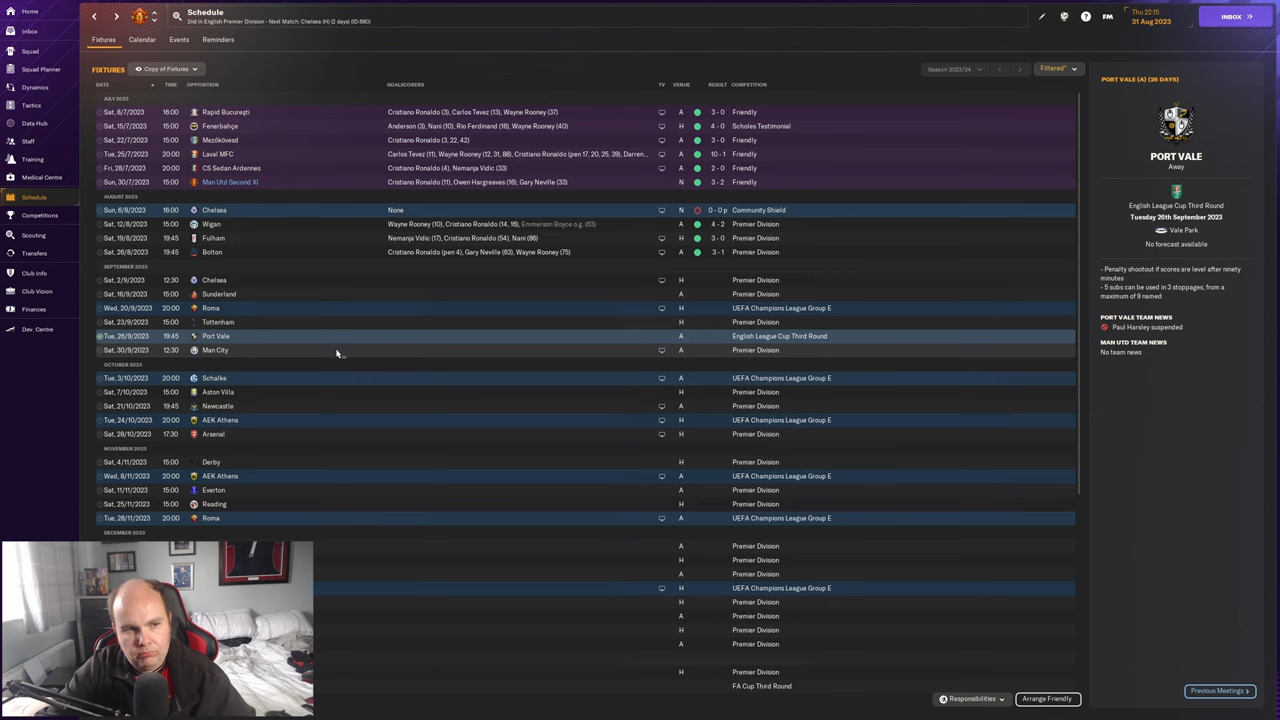 Home
Inbox
Squad
Squad Planner
Dynamics
Tactics
Data Hub
Staff
Training
Medical Centre
Schedule
Competitions
Scouting
Transfers
Club Info
Club Vision
Finances
Dev. Centre
Schedule
2nd in English Premier Division - Next Match: Chelsea (H) (2 days) (ID:680)
FM
Thu 22:15
31 Aug 2023
INBOX
Fixtures Calendar Events Reminders
FIXTURES Copy of Fixtures Season 2023/24 Filtered*
DATE TIME OPPOSITION GOALSCORERS TV VENUE RESULT COMPETITION
JULY 2023
Sat, 8/7/2023 16:00 Rapid Bucureşti Cristiano Ronaldo (3), Carlos Tevez (13), Wayne Rooney (37) A 3 - 0 Friendly
Sat, 15/7/2023 16:00 Fenerbahçe Anderson (3), Nani (10), Rio Ferdinand (16), Wayne Rooney (40) H 4 - 0 Scholes Testimonial
Sat, 22/7/2023 15:00 Mezőkövesd Cristiano Ronaldo (3, 22, 42) A 3 - 0 Friendly
Tue, 25/7/2023 20:00 Laval MFC Carlos Tevez (11), Wayne Rooney (12, 31, 88), Cristiano Ronaldo (pen 17, 20, 25, 39), Darren... A 10 - 1 Friendly
Fri, 28/7/2023 20:00 CS Sedan Ardennes Cristiano Ronaldo (4), Nemanja Vidic (33) A 2 - 0 Friendly
Sun, 30/7/2023 15:00 Man Utd Second XI Cristiano Ronaldo (11), Owen Hargreaves (16), Gary Neville (33) N 3 - 2 Friendly
AUGUST 2023
Sun, 6/8/2023 16:00 Chelsea None N 0 - 0 p Community Shield
Sat, 12/8/2023 15:00 Wigan Wayne Rooney (10), Cristiano Ronaldo (14, 16), Emmerson Boyce o.g. (63) A 4 - 2 Premier Division
Sat, 19/8/2023 19:45 Fulham Nemanja Vidic (17), Cristiano Ronaldo (54), Nani (86) H 3 - 0 Premier Division
Sat, 26/8/2023 19:45 Bolton Cristiano Ronaldo (pen 4), Gary Neville (63), Wayne Rooney (75) A 3 - 1 Premier Division
SEPTEMBER 2023
Sat, 2/9/2023 12:30 Chelsea H Premier Division
Sat, 16/9/2023 15:00 Sunderland A Premier Division
Wed, 20/9/2023 20:00 Roma H UEFA Champions League Group E
Sat, 23/9/2023 15:00 Tottenham H Premier Division
Tue, 26/9/2023 19:45 Port Vale A English League Cup Third Round
Sat, 30/9/2023 12:30 Man City A Premier Division
OCTOBER 2023
Tue, 3/10/2023 20:00 Schalke A UEFA Champions League Group E
Sat, 7/10/2023 15:00 Aston Villa H Premier Division
Sat, 21/10/2023 19:45 Newcastle A Premier Division
Tue, 24/10/2023 20:00 AEK Athens H UEFA Champions League Group E
Sat, 28/10/2023 17:30 Arsenal H Premier Division
NOVEMBER 2023
Sat, 4/11/2023 15:00 Derby H Premier Division
Wed, 8/11/2023 20:00 AEK Athens A UEFA Champions League Group E
Sat, 11/11/2023 15:00 Everton A Premier Division
Sat, 25/11/2023 15:00 Reading H Premier Division
Tue, 28/11/2023 20:00 Roma A UEFA Champions League Group E
DECEMBER 2023
A Premier Division
H Premier Division
A Premier Division
H UEFA Champions League Group E
H Premier Division
A Premier Division
H Premier Division
A Premier Division
H Premier Division
FA Cup Third Round
Responsibilities Arrange Friendly
PORT VALE (A) (26 DAYS)
PORT VALE
Away
English League Cup Third Round
Tuesday 26th September 2023
Vale Park
No forecast available
- Penalty shootout if scores are level after ninety
minutes
- 5 subs can be used in 3 stoppages, from a
maximum of 9 named
PORT VALE TEAM NEWS
Paul Harsley suspended
MAN UTD TEAM NEWS
No team news
Previous Meetings